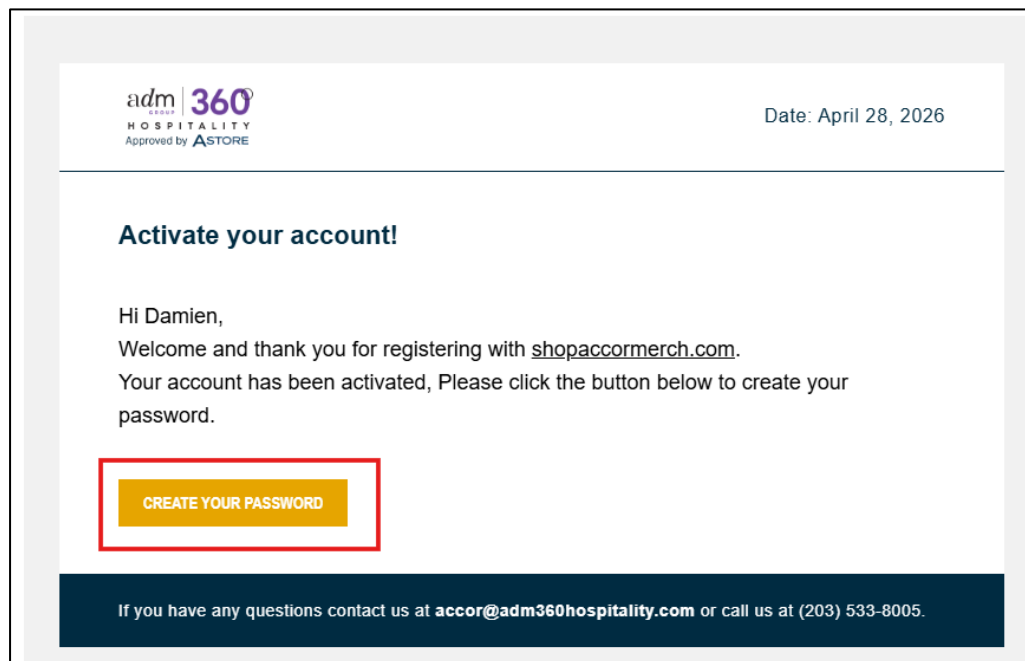 adm 360
GROUP
HOSPITALITY
Approved by ASTORE
Date: April 28, 2026
Activate your account!
Hi Damien,
Welcome and thank you for registering with shopaccormerch.com.
Your account has been activated, Please click the button below to create your
password.
CREATE YOUR PASSWORD
If you have any questions contact us at accor@adm360hospitality.com or call us at (203) 533-8005.